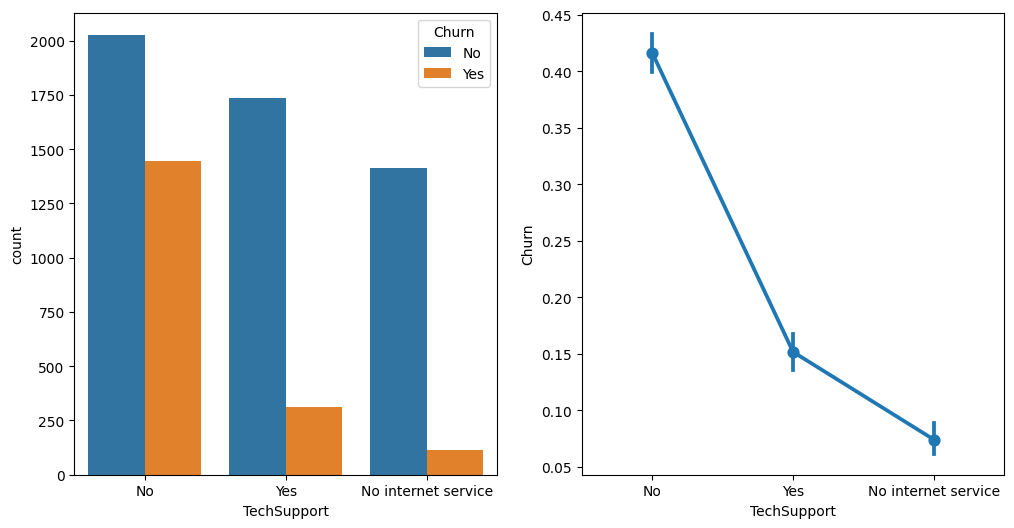 2000
1750
1500
1250
1000
750
500
250
0
count
No
Yes
No internet service
TechSupport
Churn
No
Yes
0.45
0.40
0.35
0.30
0.25
0.20
0.15
0.10
0.05
Churn
No
Yes
No internet service
TechSupport